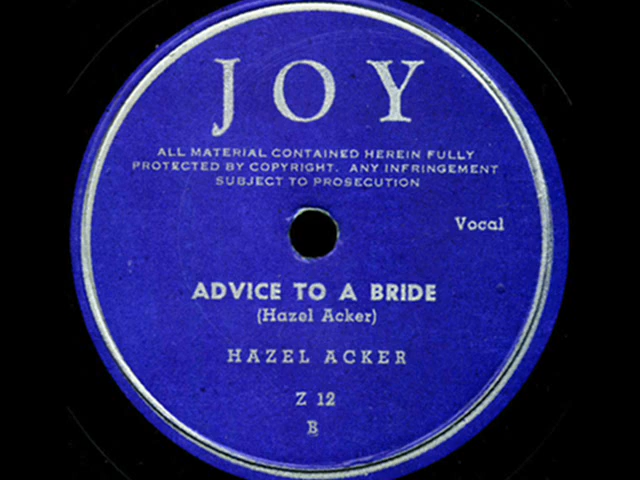 JOY
ALL MATERIAL CONTAINED HEREIN FULLY
PROTECTED BY COPYRIGHT. ANY INFRINGEMENT
SUBJECT TO PROSECUTION
Vocal
ADVICE TO A BRIDE
(Hazel Acker)
HAZEL ACKER
Z 12
B